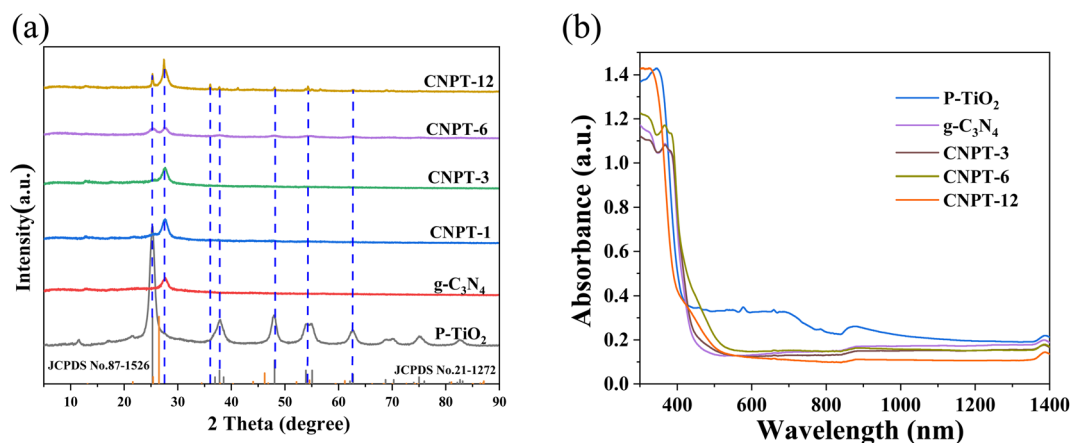 (a)
CNPT-12
CNPT-6
CNPT-3
CNPT-1
g-C₃N₄
P-TiO₂
JCPDS No.87-1526
JCPDS No.21-1272
Intensity(a.u.)
10 20 30 40 50 60 70 80 90
2 Theta (degree)
(b)
1.4
1.2
1.0
0.8
0.6
0.4
0.2
0.0
Absorbance (a.u.)
P-TiO₂
g-C₃N₄
CNPT-3
CNPT-6
CNPT-12
400 600 800 1000 1200 1400
Wavelength (nm)